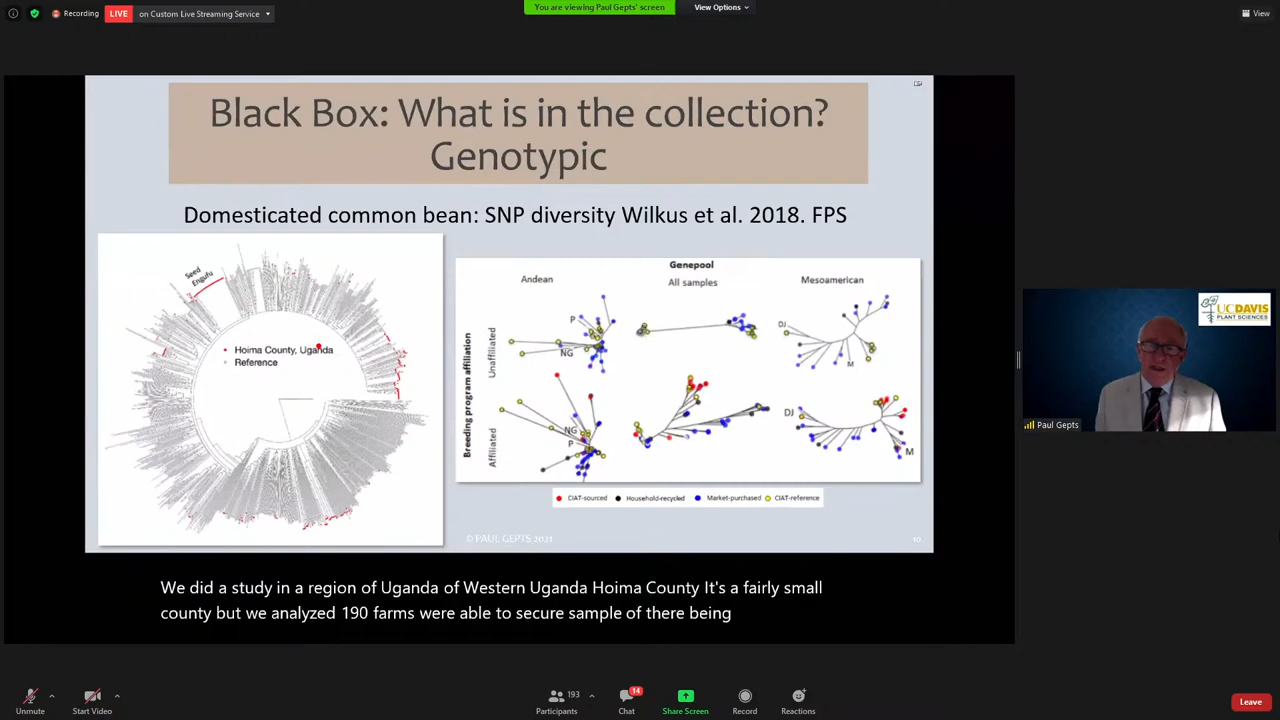 Recording
LIVE
on Custom Live Streaming Service
You are viewing Paul Gepts' screen
View Options
View
Black Box: What is in the collection?
Genotypic
Domesticated common bean: SNP diversity Wilkus et al. 2018. FPS
Seed
Engufu
Hoima County, Uganda
Reference
Genepool
Andean
All samples
Mesoamerican
Breeding program affiliation
Unaffiliated
Affiliated
P
NG
DJ
M
NG
P
DJ
M
CIAT-sourced
Household-recycled
Market-purchased
CIAT-reference
© PAUL GEPTS 2021
10
UCDAVIS
PLANT SCIENCES
Paul Gepts
We did a study in a region of Uganda of Western Uganda Hoima County It's a fairly small
county but we analyzed 190 farms were able to secure sample of there being
Unmute
Start Video
193
Participants
14
Chat
Share Screen
Record
Reactions
Leave